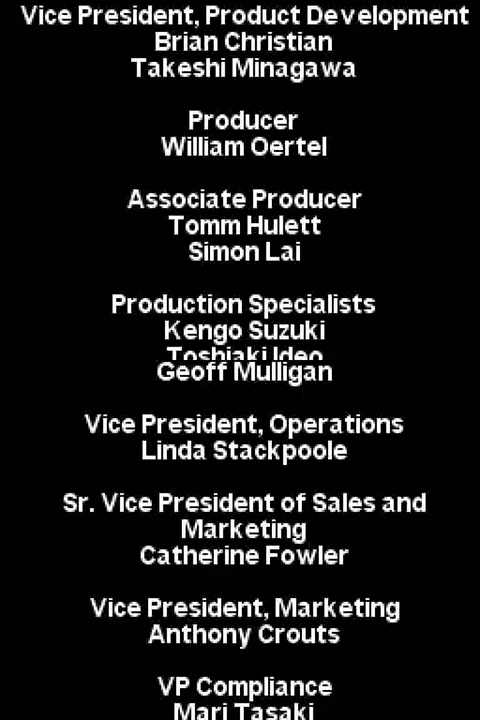 Vice President, Product Development
Brian Christian
Takeshi Minagawa
Producer
William Oertel
Associate Producer
Tomm Hulett
Simon Lai
Production Specialists
Kengo Suzuki
Toshiaki Ideo
Geoff Mulligan
Vice President, Operations
Linda Stackpoole
Sr. Vice President of Sales and
Marketing
Catherine Fowler
Vice President, Marketing
Anthony Crouts
VP Compliance
Mari Tasaki